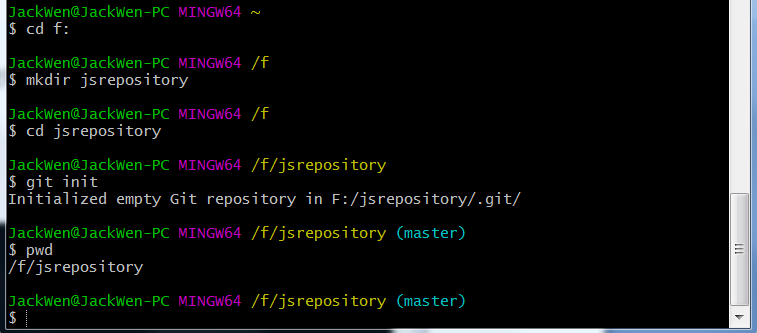 JackWen@JackWen-PC MINGW64 ~
$ cd f:
JackWen@JackWen-PC MINGW64 /f
$ mkdir jsrepository
JackWen@JackWen-PC MINGW64 /f
$ cd jsrepository
JackWen@JackWen-PC MINGW64 /f/jsrepository
$ git init
Initialized empty Git repository in F:/jsrepository/.git/
JackWen@JackWen-PC MINGW64 /f/jsrepository (master)
$ pwd
/f/jsrepository
JackWen@JackWen-PC MINGW64 /f/jsrepository (master)
$